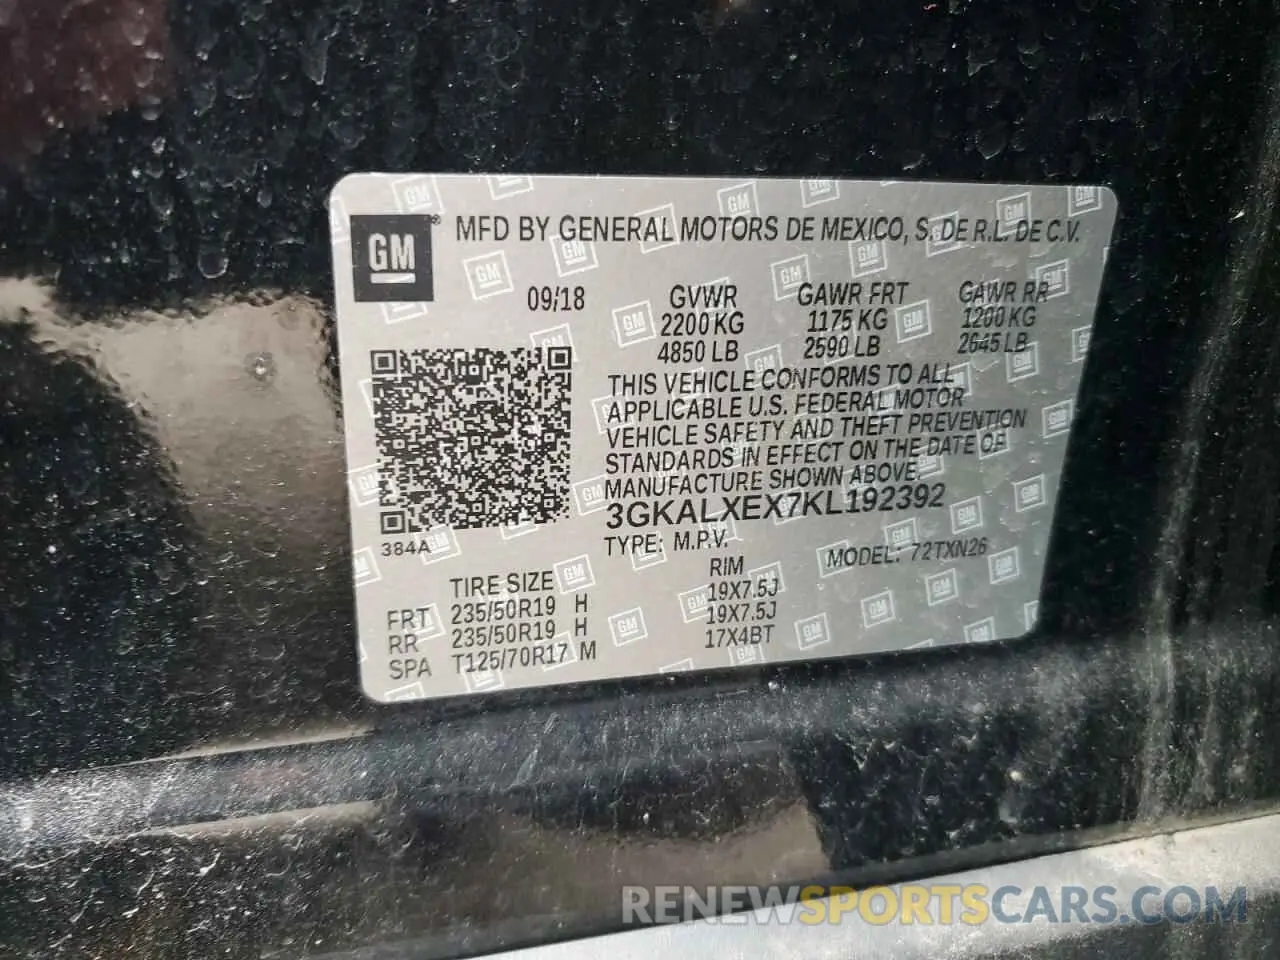 GM ® MFD BY GENERAL MOTORS DE MEXICO, S. DE R.L. DE C.V.
09/18 GVWR GAWR FRT GAWR RR
2200 KG 1175 KG 1200 KG
4850 LB 2590 LB 2645 LB
THIS VEHICLE CONFORMS TO ALL
APPLICABLE U.S. FEDERAL MOTOR
VEHICLE SAFETY AND THEFT PREVENTION
STANDARDS IN EFFECT ON THE DATE OF
MANUFACTURE SHOWN ABOVE.
3GKALXEX7KL192392
384A TYPE: M.P.V. MODEL: 72TXN26
TIRE SIZE RIM
FRT 235/50R19 H 19X7.5J
RR 235/50R19 H 19X7.5J
SPA T125/70R17 M 17X4BT
RENEWSPORTSCARS.COM